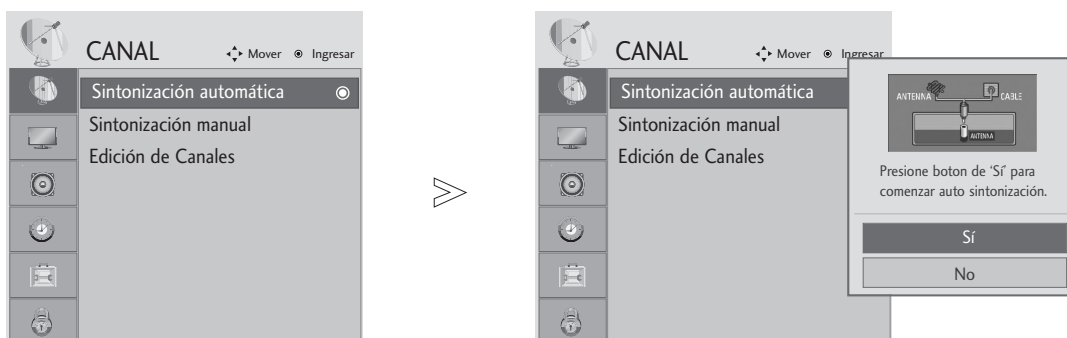 CANAL
Mover
Ingresar
Sintonización automática
Sintonización manual
Edición de Canales
CANAL
Mover
Ingresar
Sintonización automática
Sintonización manual
Edición de Canales
ANTENNA
CABLE
ANTENNA
Presione boton de ‘Sí’ para
comenzar auto sintonización.
Sí
No